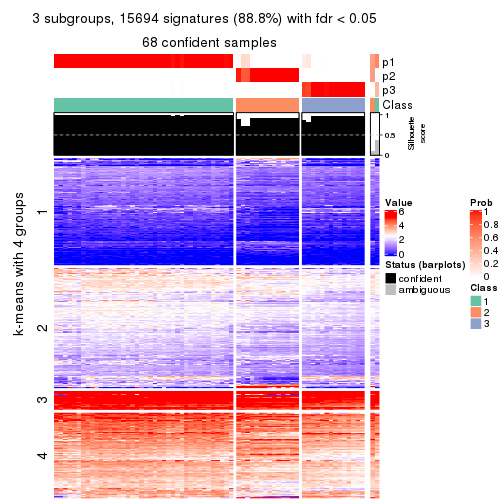 3 subgroups, 15694 signatures (88.8%) with fdr < 0.05
68 confident samples
p1
p2
p3
Class
1
0.5
0
Silhouette
score
k-means with 4 groups
1
2
3
4
Value
6
4
2
0
Status (barplots)
confident
ambiguous
Prob
1
0.8
0.6
0.4
0.2
0
Class
1
2
3